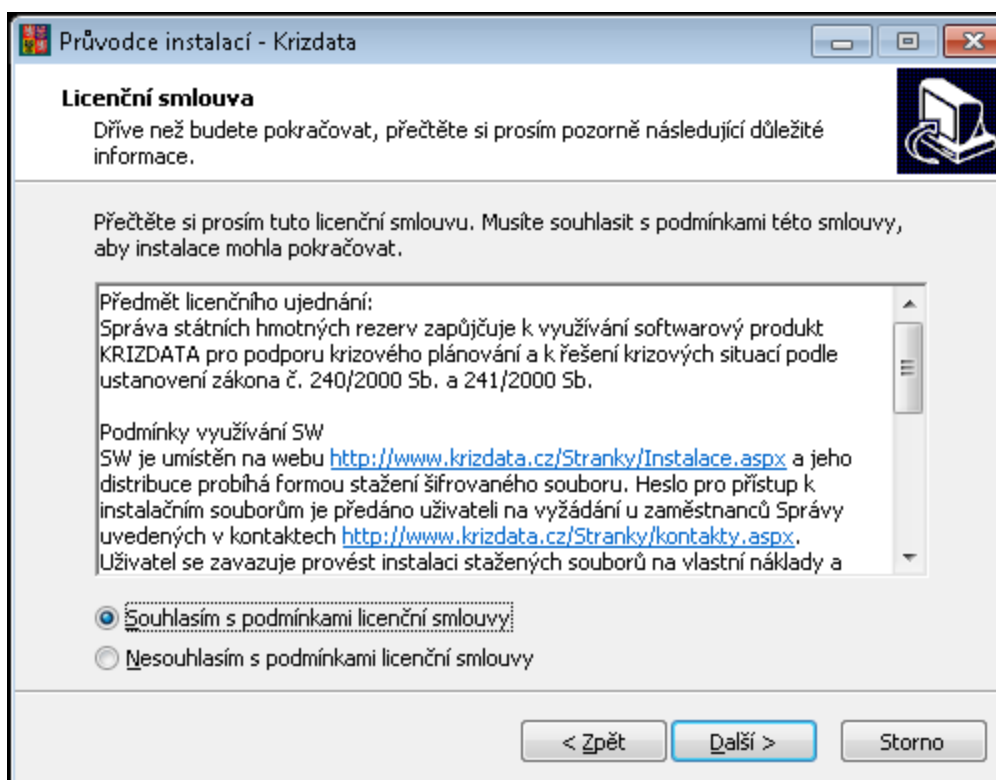 Průvodce instalací - Krizdata
Licenční smlouva
Dříve než budete pokračovat, přečtěte si prosím pozorně následující důležité
informace.
Přečtěte si prosím tuto licenční smlouvu. Musíte souhlasit s podmínkami této smlouvy,
aby instalace mohla pokračovat.
Předmět licenčního ujednání:
Správa státních hmotných rezerv zapůjčuje k využívání softwarový produkt
KRIZDATA pro podporu krizového plánování a k řešení krizových situací podle
ustanovení zákona č. 240/2000 Sb. a 241/2000 Sb.
Podmínky využívání SW
SW je umístěn na webu http://www.krizdata.cz/Stranky/Instalace.aspx a jeho
distribuce probíhá formou stažení šifrovaného souboru. Heslo pro přístup k
instalačním souborům je předáno uživateli na vyžádání u zaměstnanců Správy
uvedených v kontaktech http://www.krizdata.cz/Stranky/kontakty.aspx.
Uživatel se zavazuje provést instalaci stažených souborů na vlastní náklady a
Souhlasím s podmínkami licenční smlouvy
Nesouhlasím s podmínkami licenční smlouvy
< Zpět
Další >
Storno